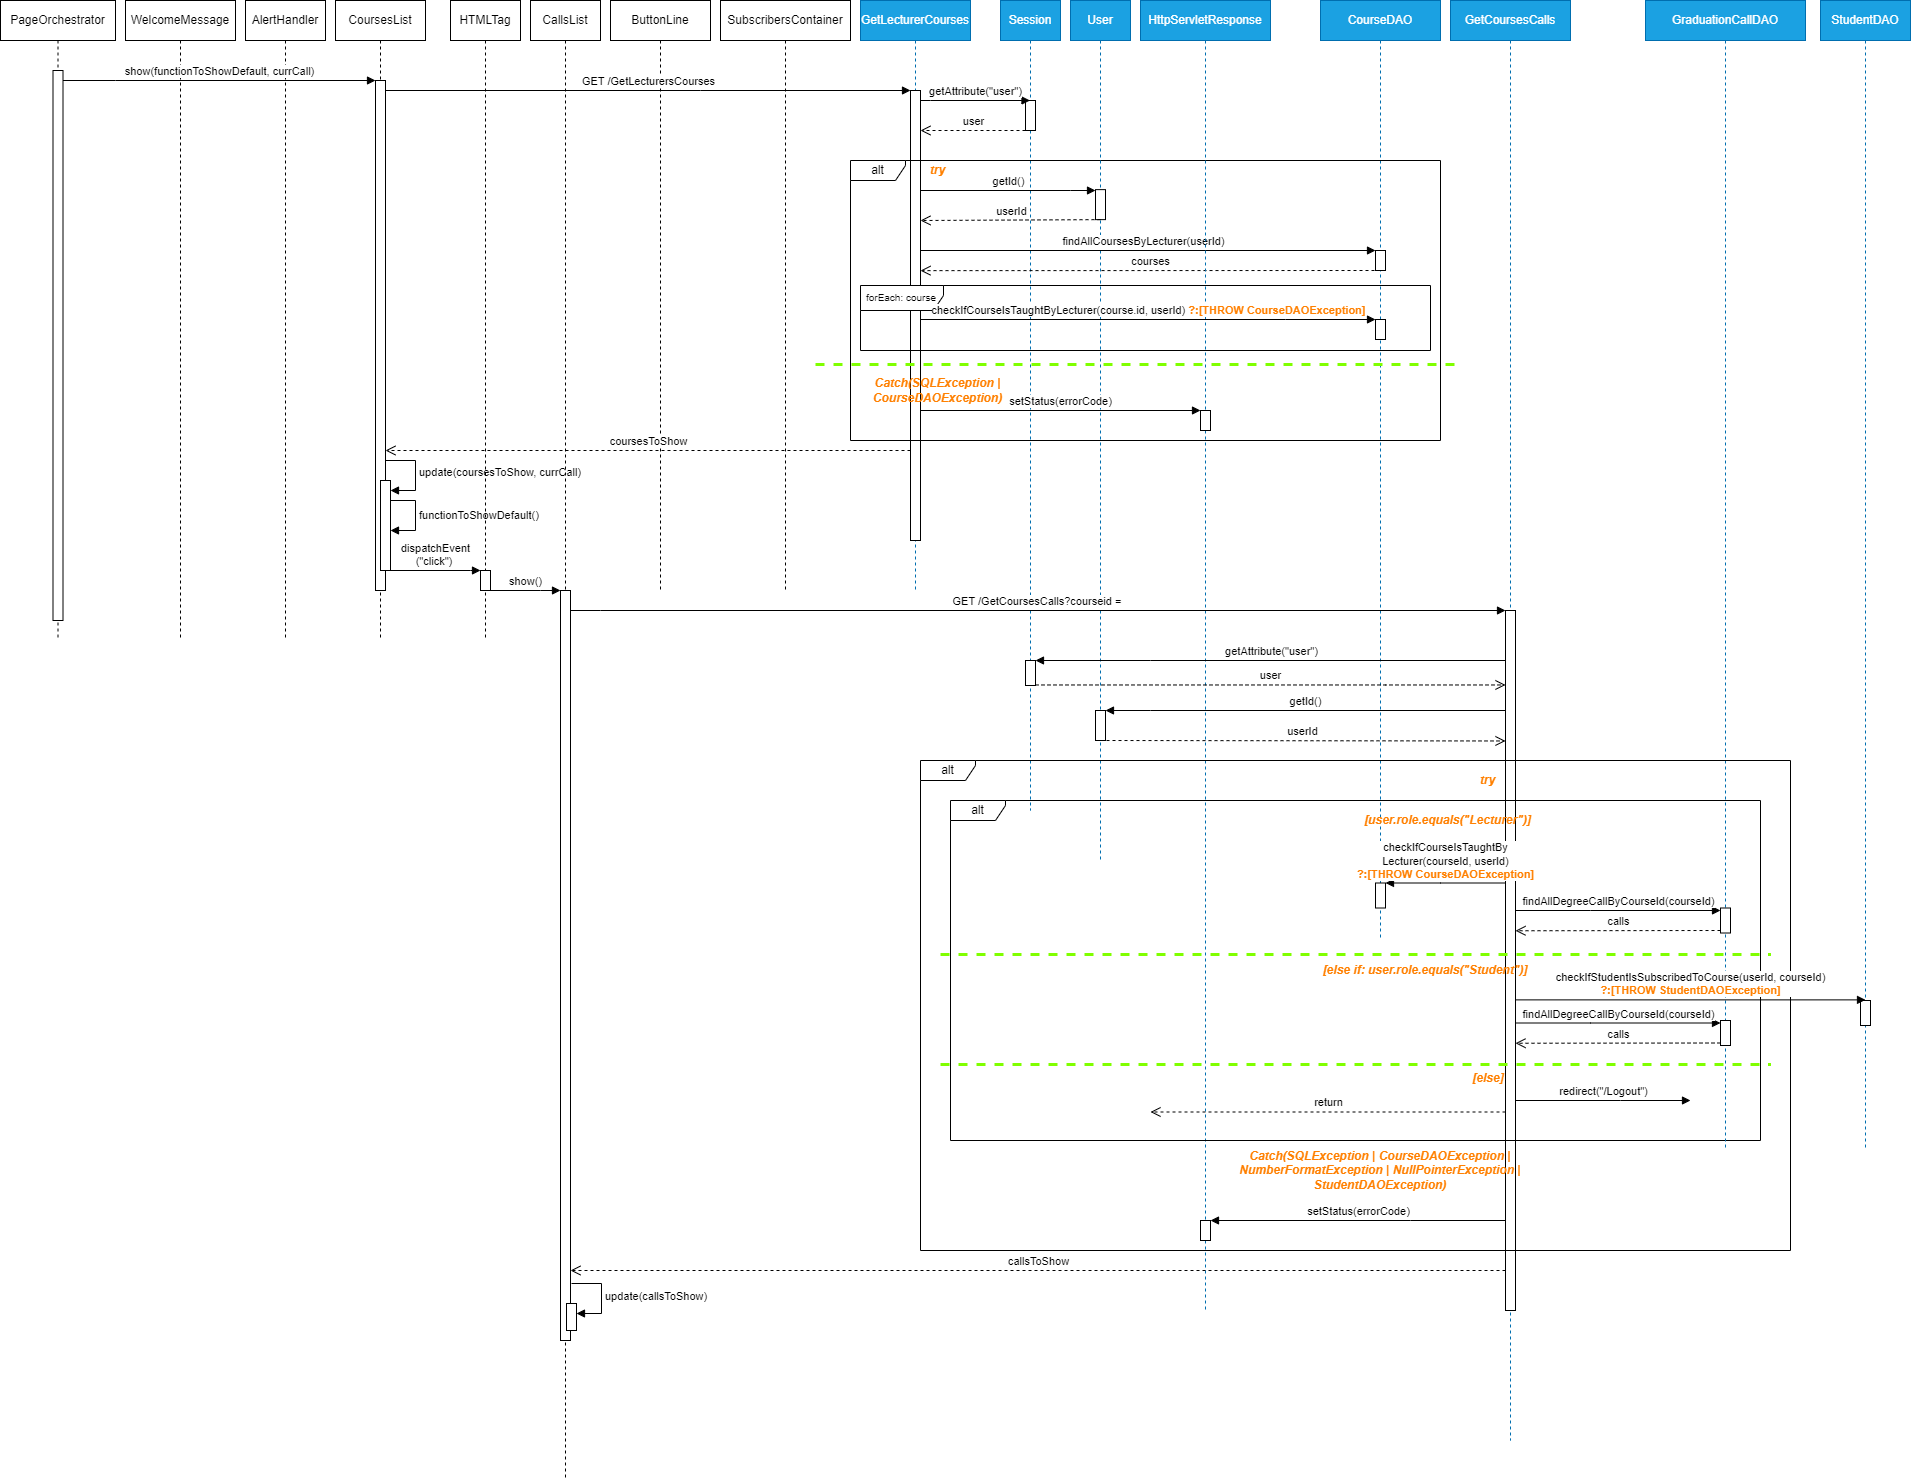 PageOrchestrator
WelcomeMessage
AlertHandler
CoursesList
HTMLTag
CallsList
ButtonLine
SubscribersContainer
GetLecturerCourses
Session
User
HttpServletResponse
CourseDAO
GetCoursesCalls
GraduationCallDAO
StudentDAO
show(functionToShowDefault, currCall)
GET /GetLecturersCourses
getAttribute("user")
user
alt
try
getId()
userId
findAllCoursesByLecturer(userId)
courses
forEach: course
checkIfCourseIsTaughtByLecturer(course.id, userId) ?:[THROW CourseDAOException]
Catch(SQLException |
CourseDAOException)
setStatus(errorCode)
coursesToShow
update(coursesToShow, currCall)
functionToShowDefault()
dispatchEvent
("click")
show()
GET /GetCoursesCalls?courseid =
getAttribute("user")
user
getId()
userId
alt
try
alt
[user.role.equals("Lecturer")]
checkIfCourseIsTaughtBy
Lecturer(courseId, userId)
?:[THROW CourseDAOException]
findAllDegreeCallByCourseId(courseId)
calls
[else if: user.role.equals("Student")]
checkIfStudentIsSubscribedToCourse(userId, courseId)
?:[THROW StudentDAOException]
findAllDegreeCallByCourseId(courseId)
calls
[else]
redirect("/Logout")
return
Catch(SQLException | CourseDAOException |
NumberFormatException | NullPointerException |
StudentDAOException)
setStatus(errorCode)
callsToShow
update(callsToShow)